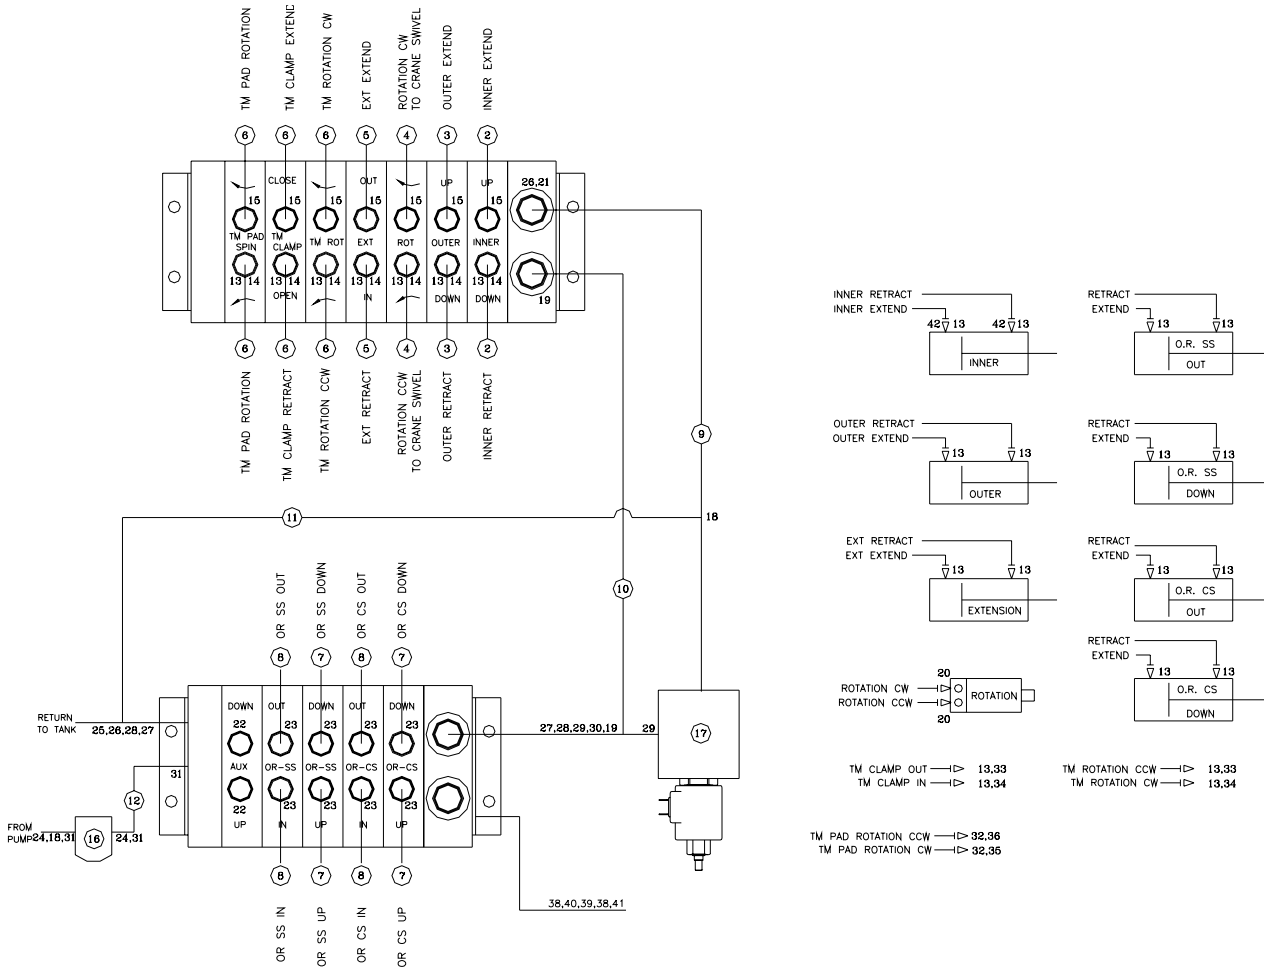 TM PAD ROTATION
TM CLAMP EXTEND
TM ROTATION CW
EXT EXTEND
ROTATION CW
TO CRANE SWIVEL
OUTER EXTEND
INNER EXTEND
6 6 6 5 4 3 2
CLOSE OUT UP UP 26,21
15 15 15 15 15 15 15
TM PAD SPIN
TM CLAMP
TM ROT
EXT
ROT
OUTER
INNER
13 14 13 14 13 14 13 14 13 14 13 14 13 14
19
OPEN IN DOWN DOWN
6 6 6 5 4 3 2
TM PAD ROTATION
TM CLAMP RETRACT
TM ROTATION CCW
EXT RETRACT
ROTATION CCW
TO CRANE SWIVEL
OUTER RETRACT
INNER RETRACT
9
11
18
10
OR SS OUT
OR SS DOWN
OR CS OUT
OR CS DOWN
8 7 8 7
DOWN OUT DOWN OUT DOWN
22 23 23 23 23
RETURN
TO TANK
25,26,28,27
27,28,29,30,19
29
17
AUX OR-SS OR-SS OR-CS OR-CS
31
12
22 23 23 23 23
UP IN UP IN UP
FROM
PUMP
24,18,31
16
24,31
8 7 8 7
38,40,39,38,41
OR SS IN
OR SS UP
OR CS IN
OR CS UP
INNER RETRACT
INNER EXTEND
42 13 42 13
INNER
RETRACT
EXTEND
13 13
O.R. SS
OUT
OUTER RETRACT
OUTER EXTEND
13 13
OUTER
RETRACT
EXTEND
13 13
O.R. SS
DOWN
EXT RETRACT
EXT EXTEND
13 13
EXTENSION
RETRACT
EXTEND
13 13
O.R. CS
OUT
RETRACT
EXTEND
13 13
O.R. CS
DOWN
20
ROTATION CW
ROTATION CCW
20
ROTATION
TM CLAMP OUT 13,33
TM CLAMP IN 13,34
TM ROTATION CCW 13,33
TM ROTATION CW 13,34
TM PAD ROTATION CCW 32,36
TM PAD ROTATION CW 32,35